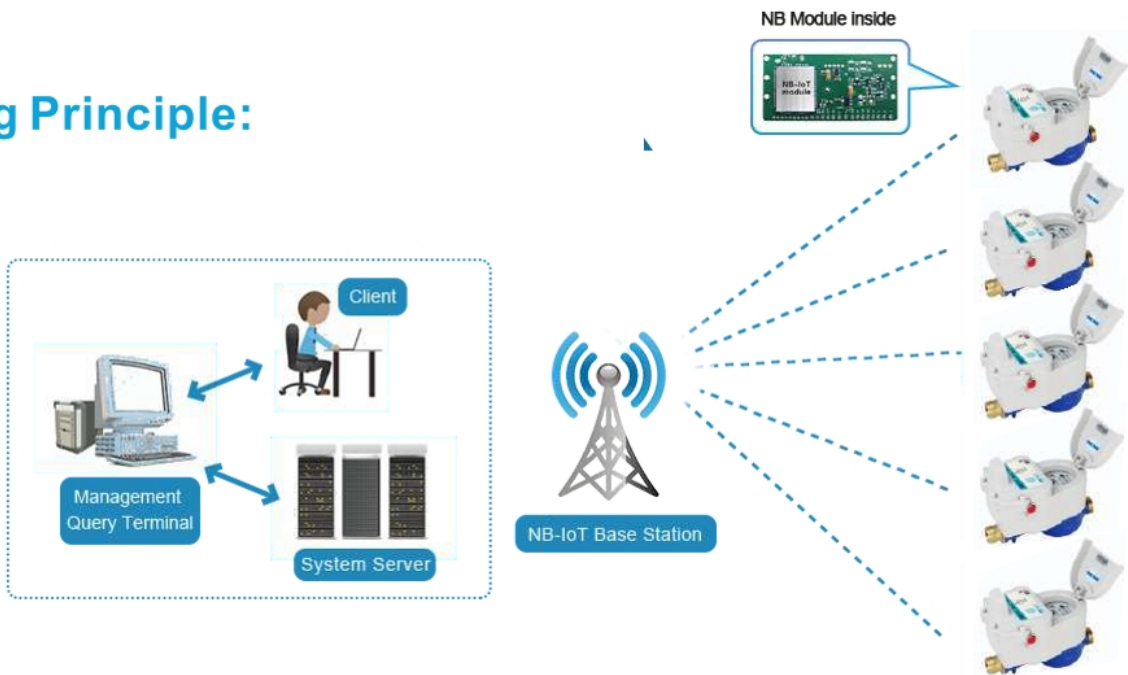 NB Module inside
NB-IoT
module
g Principle:
Client
Management
Query Terminal
System Server
NB-IoT Base Station